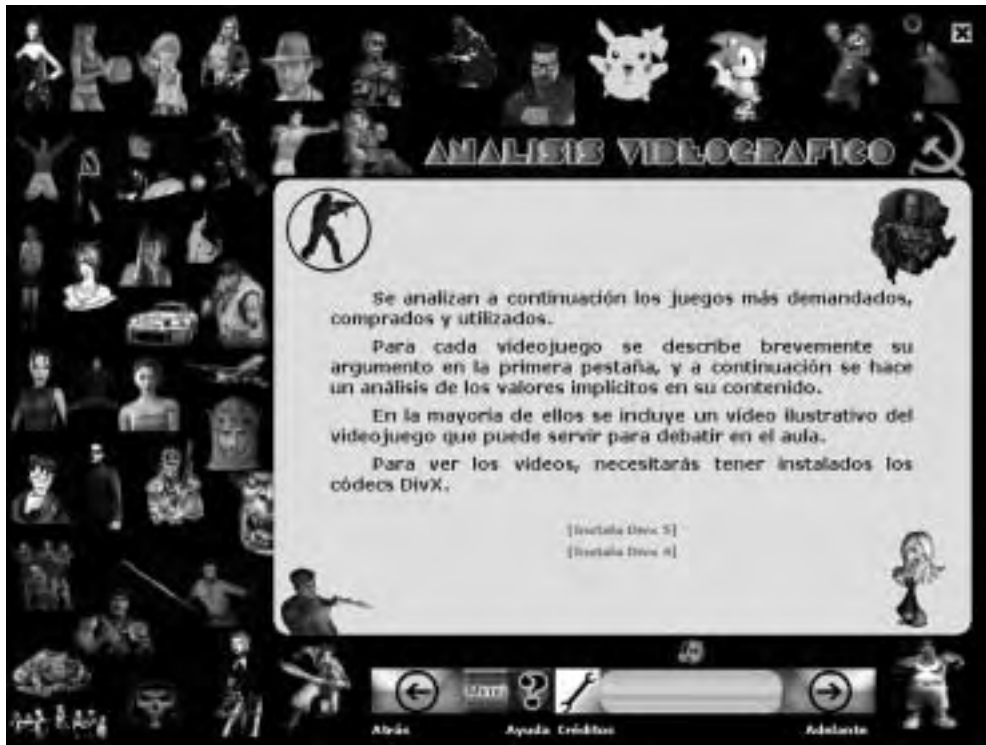 ANALISIS VIDEOGRAFICO
Se analizan a continuación los juegos más demandados,
comprados y utilizados.
Para cada videojuego se describe brevemente su
argumento en la primera pestaña, y a continuación se hace
un análisis de los valores implícitos en su contenido.
En la mayoría de ellos se incluye un vídeo ilustrativo del
videojuego que puede servir para debatir en el aula.
Para ver los vídeos, necesitarás tener instalados los
códecs DivX.
[Instala Divx 5]
[Instala Divx 4]
Menú
Atrás Ayuda Créditos Adelante